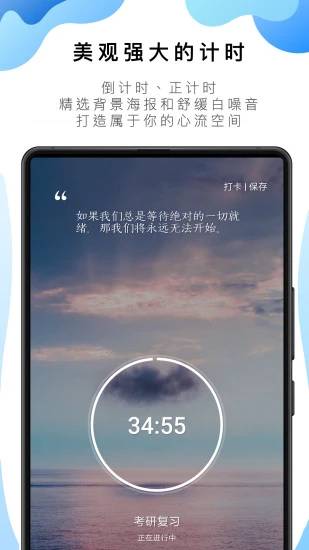 美观强大的计时
倒计时、正计时
精选背景海报和舒缓白噪音
打造属于你的心流空间
打卡 | 保存
“
如果我们总是等待绝对的一切就
绪, 那我们将永远无法开始。
34:55
考研复习
正在进行中